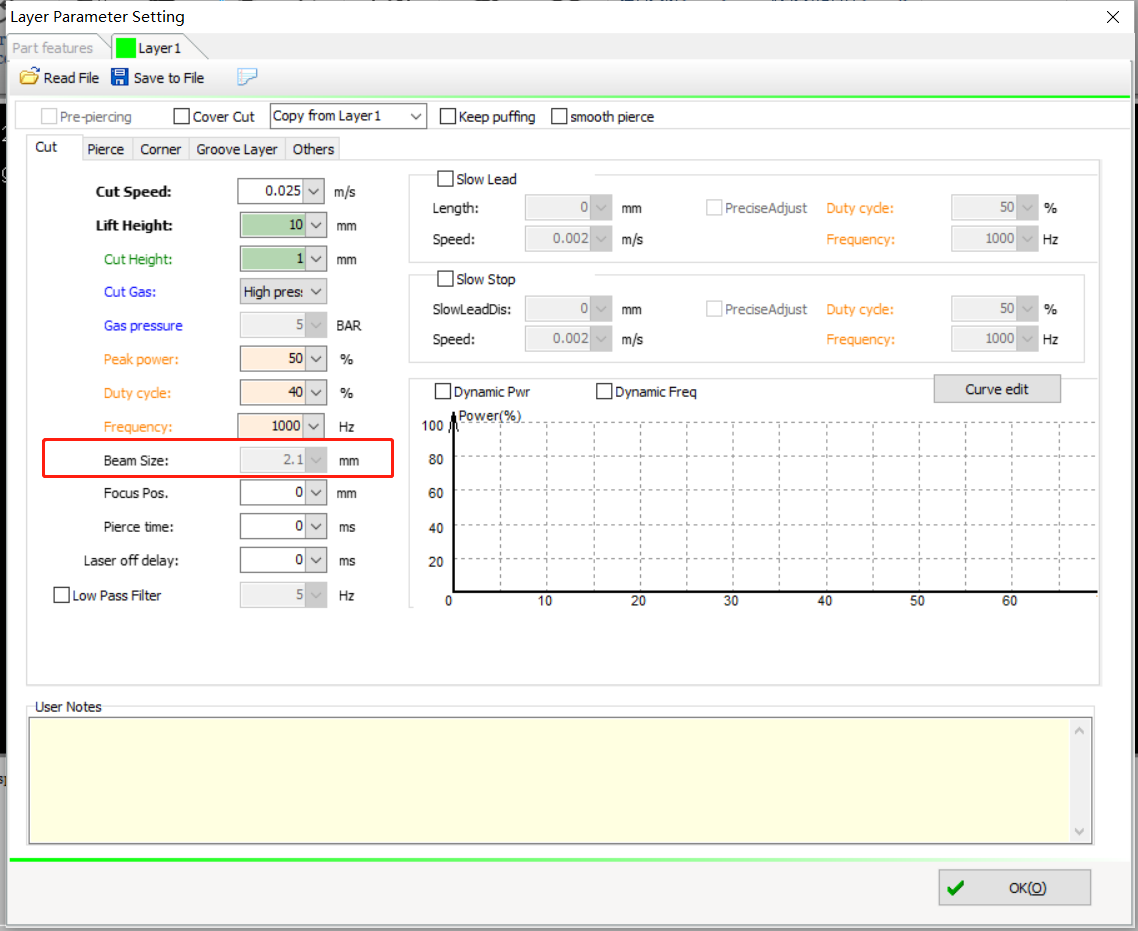 Layer Parameter Setting
Part features Layer1
Read File Save to File
Pre-piercing Cover Cut Copy from Layer1 Keep puffing smooth pierce
Cut Pierce Corner Groove Layer Others
Cut Speed: 0.025 m/s
Lift Height: 10 mm
Cut Height: 1 mm
Cut Gas: High pres:
Gas pressure 5 BAR
Peak power: 50 %
Duty cycle: 40 %
Frequency: 1000 Hz
Beam Size: 2.1 mm
Focus Pos. 0 mm
Pierce time: 0 ms
Laser off delay: 0 ms
Low Pass Filter 5 Hz
Slow Lead
Length: 0 mm PreciseAdjust Duty cycle: 50 %
Speed: 0.002 m/s Frequency: 1000 Hz
Slow Stop
SlowLeadDis: 0 mm PreciseAdjust Duty cycle: 50 %
Speed: 0.002 m/s Frequency: 1000 Hz
Dynamic Pwr Dynamic Freq Curve edit
Power(%)
100
80
60
40
20
0 10 20 30 40 50 60
User Notes
OK(O)